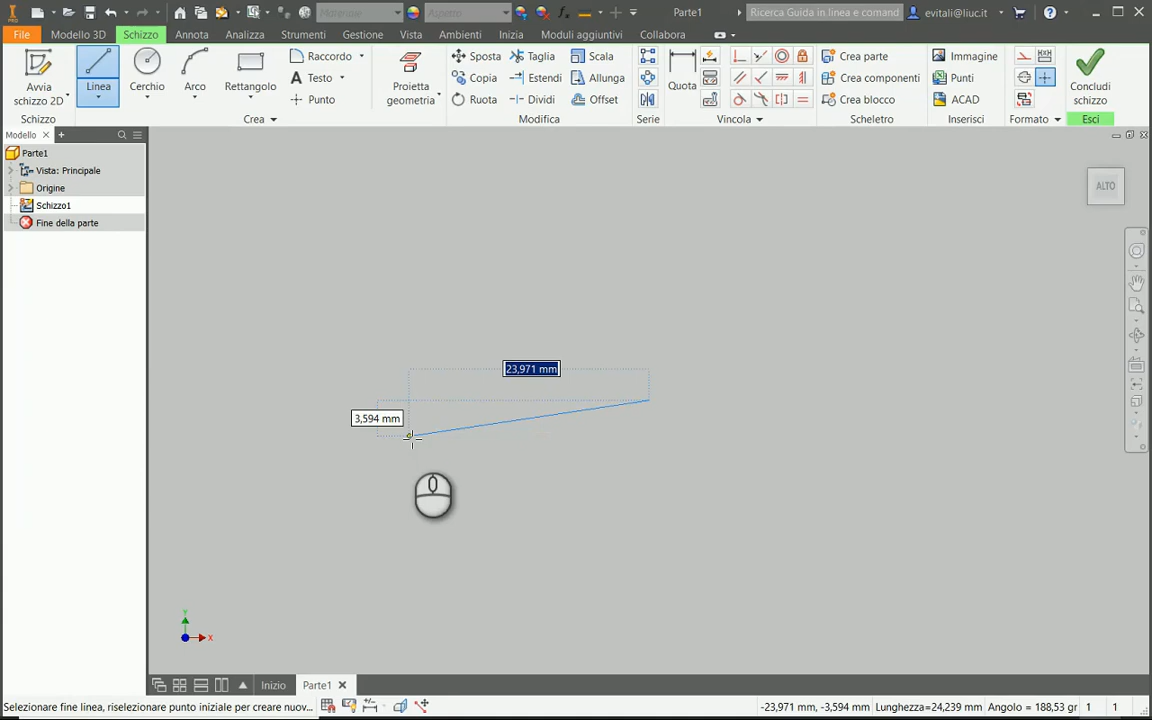 PRO
Materiale
Aspetto
Parte1
Ricerca Guida in linea e comand
evitali@liuc.it
File
Modello 3D
Schizzo
Annota
Analizza
Strumenti
Gestione
Vista
Ambienti
Inizia
Moduli aggiuntivi
Collabora
Avvia
schizzo 2D
Linea
Cerchio
Arco
Rettangolo
Raccordo
Testo
Punto
Proietta
geometria
Sposta
Copia
Ruota
Taglia
Estendi
Dividi
Scala
Allunga
Offset
Quota
Crea parte
Crea componenti
Crea blocco
Immagine
Punti
ACAD
Concludi
schizzo
Schizzo
Crea
Modifica
Serie
Vincola
Scheletro
Inserisci
Formato
Esci
Modello
Parte1
Vista: Principale
Origine
Schizzo1
Fine della parte
ALTO
23,971 mm
3,594 mm
Y
X
Inizio
Parte1
Selezionare fine linea, riselezionare punto iniziale per creare nuov...
-23,971 mm, -3,594 mm
Lunghezza=24,239 mm
Angolo = 188,53 gr
1
1